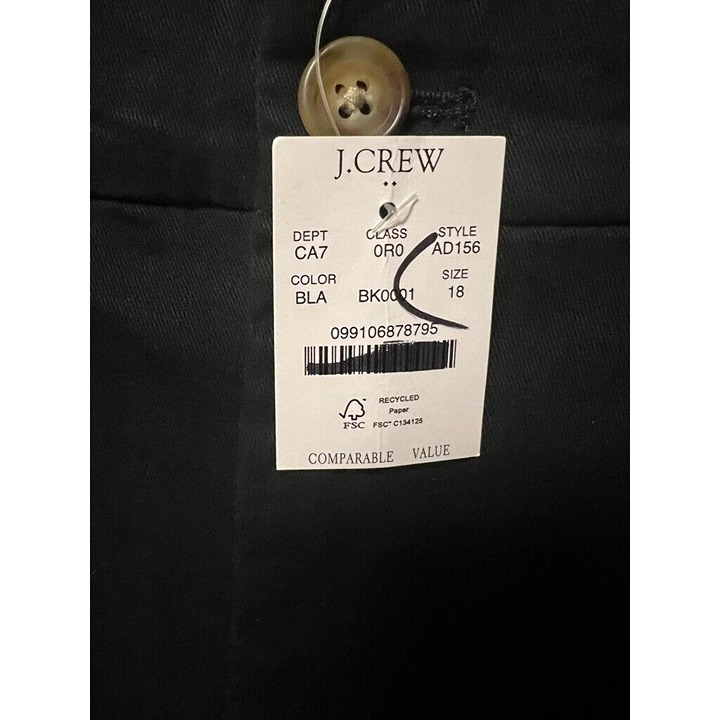 J.CREW
DEPT CLASS STYLE
CA7 0R0 AD156
COLOR SIZE
BLA BK0001 18
099106878795
RECYCLED
Paper
FSC FSC® C134125
COMPARABLE VALUE